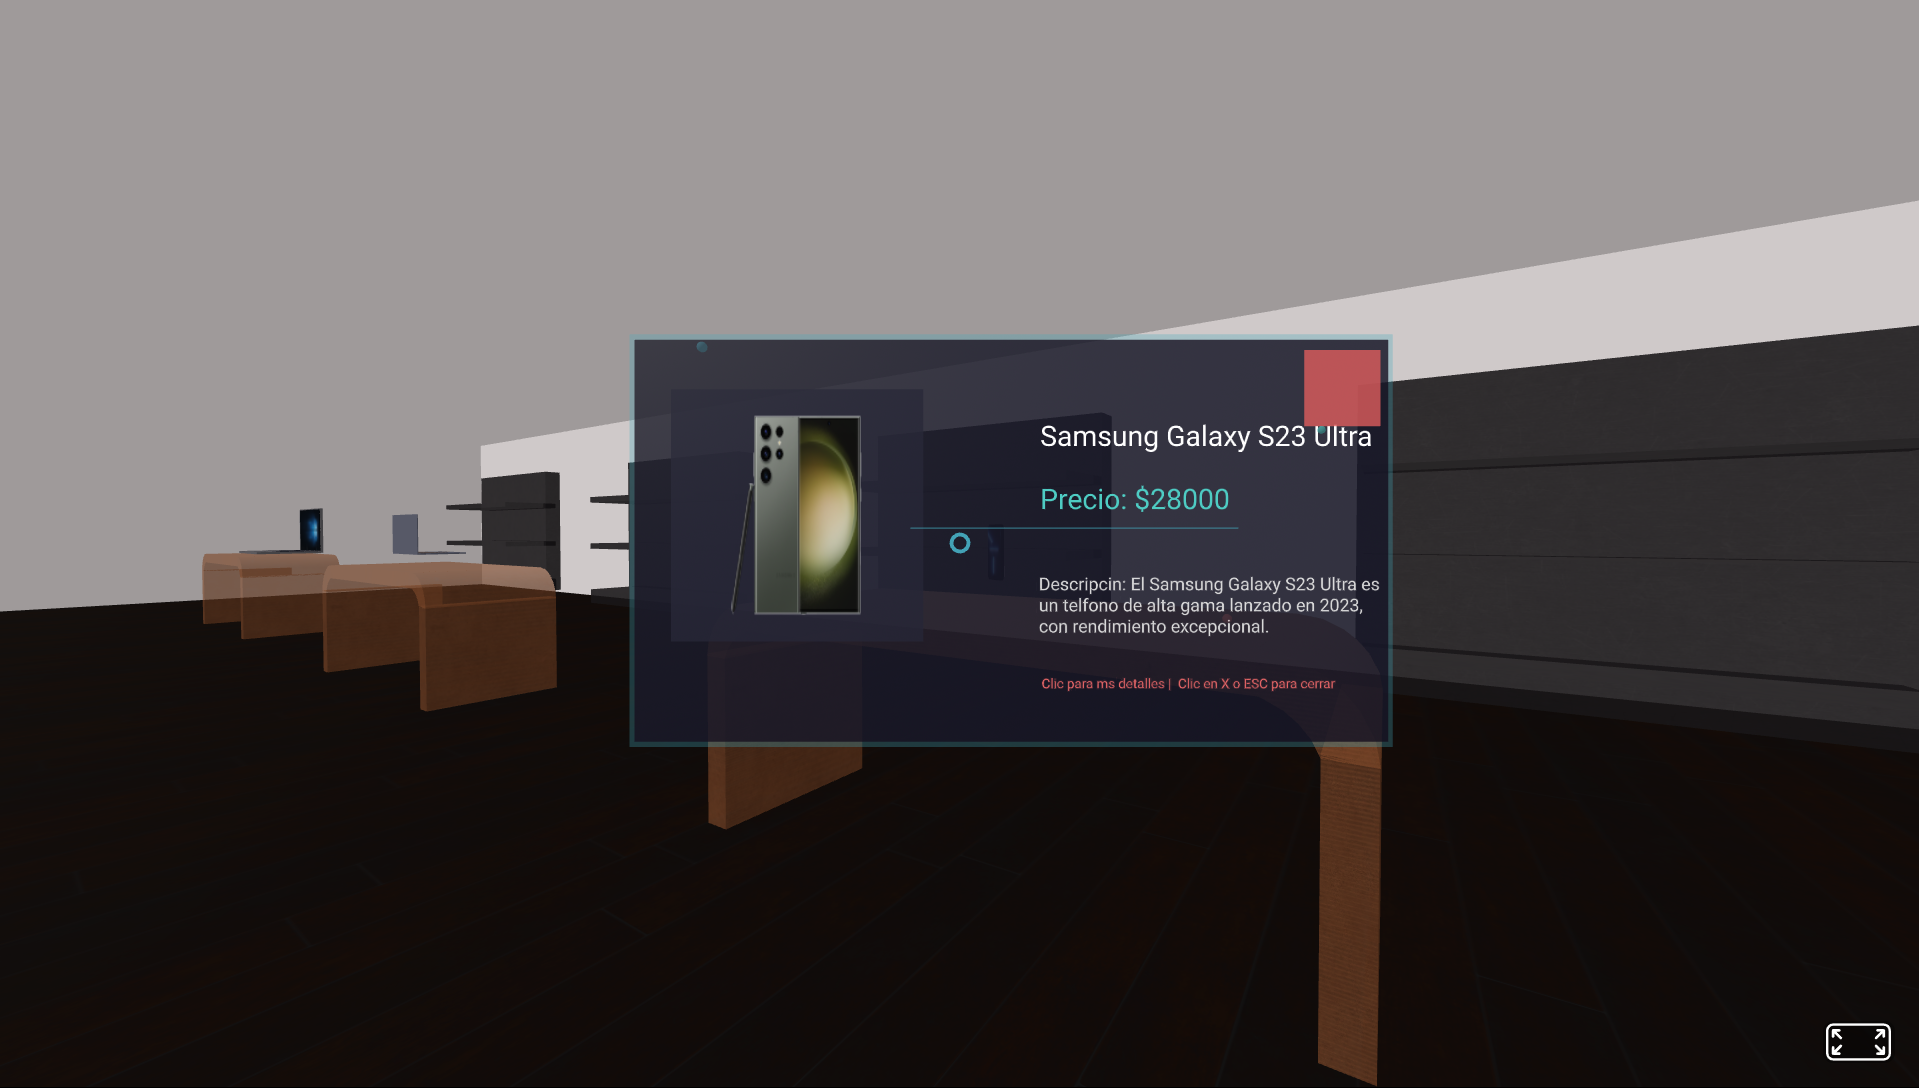 Samsung Galaxy S23 Ultra
Precio: $28000
Descripcin: El Samsung Galaxy S23 Ultra es
un telfono de alta gama lanzado en 2023,
con rendimiento excepcional.
Clic para ms detalles | Clic en X o ESC para cerrar